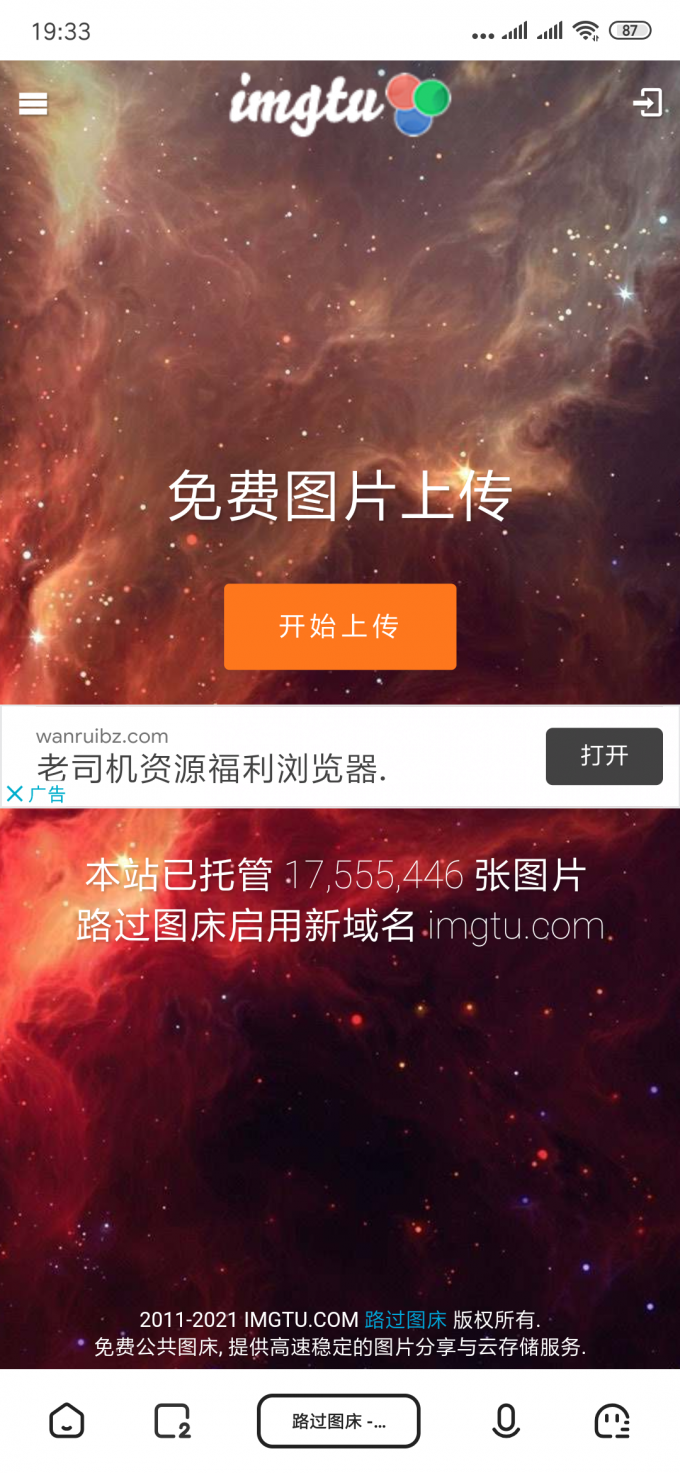 19:33
87
imgtu
免费图片上传
开始上传
wanruibz.com
老司机资源福利浏览器.
打开
广告
本站已托管 17,555,446 张图片
路过图床启用新域名 imgtu.com
2011-2021 IMGTU.COM 路过图床 版权所有.
免费公共图床, 提供高速稳定的图片分享与云存储服务.
2
路过图床 -...